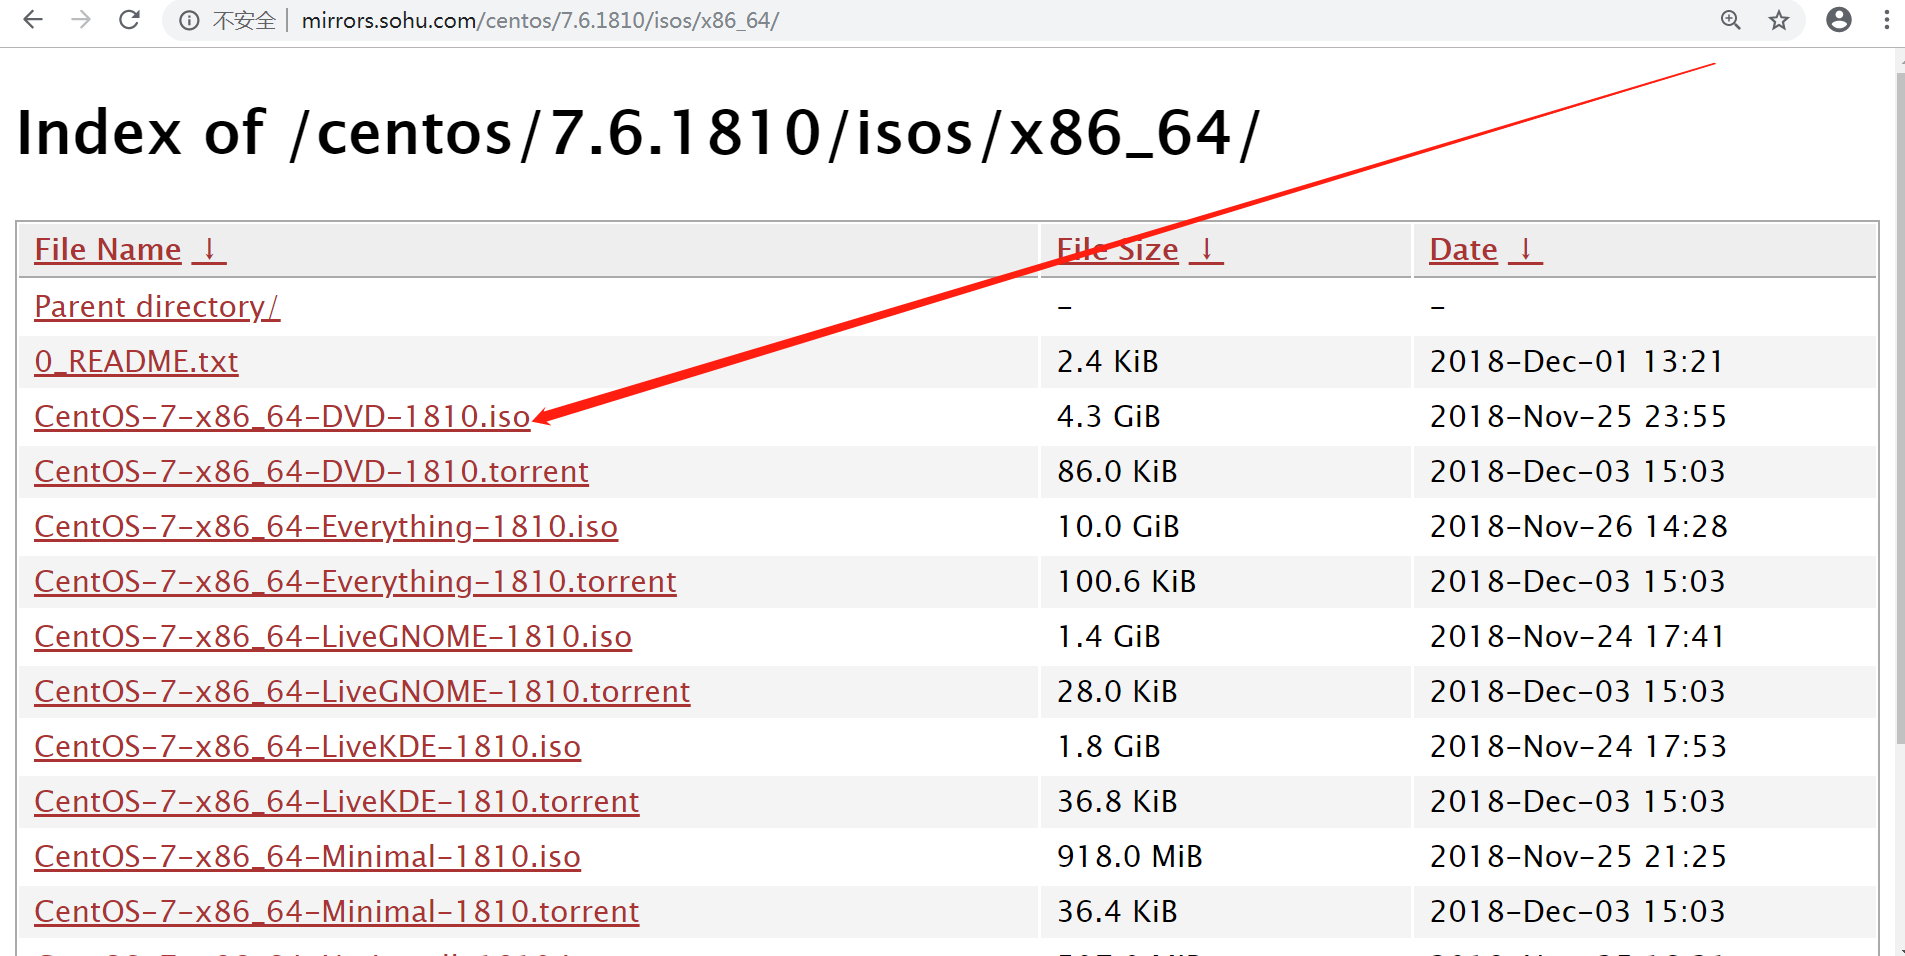 不安全 mirrors.sohu.com/centos/7.6.1810/isos/x86_64/
Index of /centos/7.6.1810/isos/x86_64/
File Name ↓ File Size ↓ Date ↓
Parent directory/ - -
0_README.txt 2.4 KiB 2018-Dec-01 13:21
CentOS-7-x86_64-DVD-1810.iso 4.3 GiB 2018-Nov-25 23:55
CentOS-7-x86_64-DVD-1810.torrent 86.0 KiB 2018-Dec-03 15:03
CentOS-7-x86_64-Everything-1810.iso 10.0 GiB 2018-Nov-26 14:28
CentOS-7-x86_64-Everything-1810.torrent 100.6 KiB 2018-Dec-03 15:03
CentOS-7-x86_64-LiveGNOME-1810.iso 1.4 GiB 2018-Nov-24 17:41
CentOS-7-x86_64-LiveGNOME-1810.torrent 28.0 KiB 2018-Dec-03 15:03
CentOS-7-x86_64-LiveKDE-1810.iso 1.8 GiB 2018-Nov-24 17:53
CentOS-7-x86_64-LiveKDE-1810.torrent 36.8 KiB 2018-Dec-03 15:03
CentOS-7-x86_64-Minimal-1810.iso 918.0 MiB 2018-Nov-25 21:25
CentOS-7-x86_64-Minimal-1810.torrent 36.4 KiB 2018-Dec-03 15:03